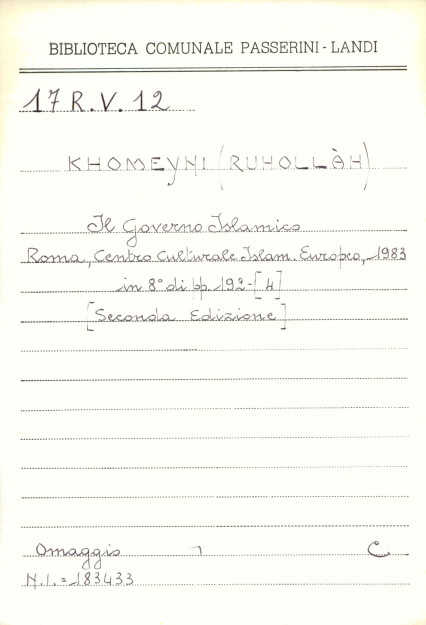 BIBLIOTECA COMUNALE PASSERINI - LANDI
17 R. V. 12
KHOMEYNI (RUHOLLÀH)
Il Governo Islamico
Roma, Centro Culturale Islam. Europeo, 1983
in 8° di pp. 192-[4]
[Seconda Edizione]
Omaggio ¬ C
N.I. = 183433